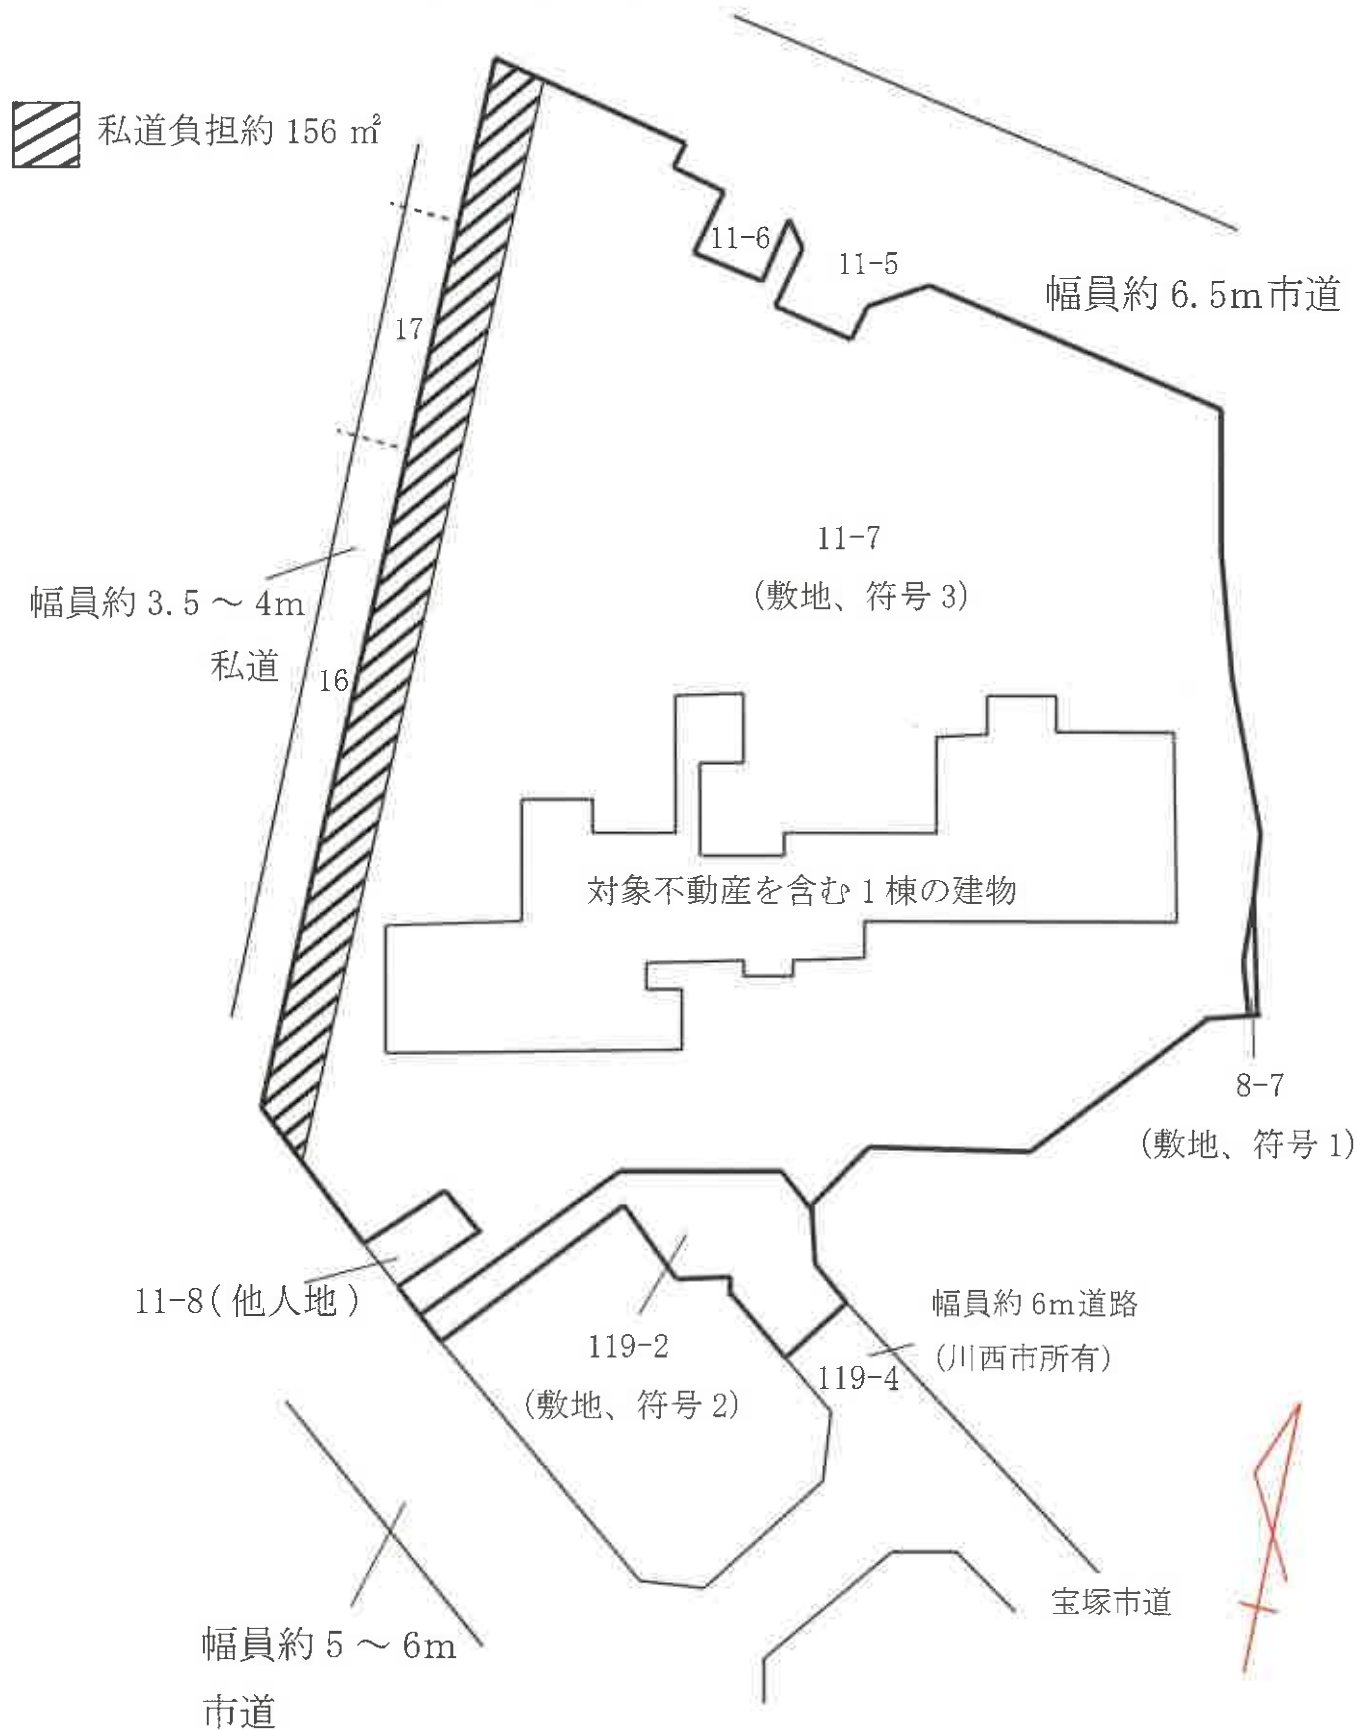 私道負担約 156 ㎡
11-6
11-5
幅員約 6.5m市道
17
11-7
(敷地、符号 3)
幅員約 3.5 ～ 4m
私道
16
対象不動産を含む 1 棟の建物
8-7
(敷地、符号 1)
11-8( 他人地 )
幅員約 6m道路
(川西市所有)
119-2
(敷地、符号 2)
119-4
宝塚市道
幅員約 5 ～ 6m
市道